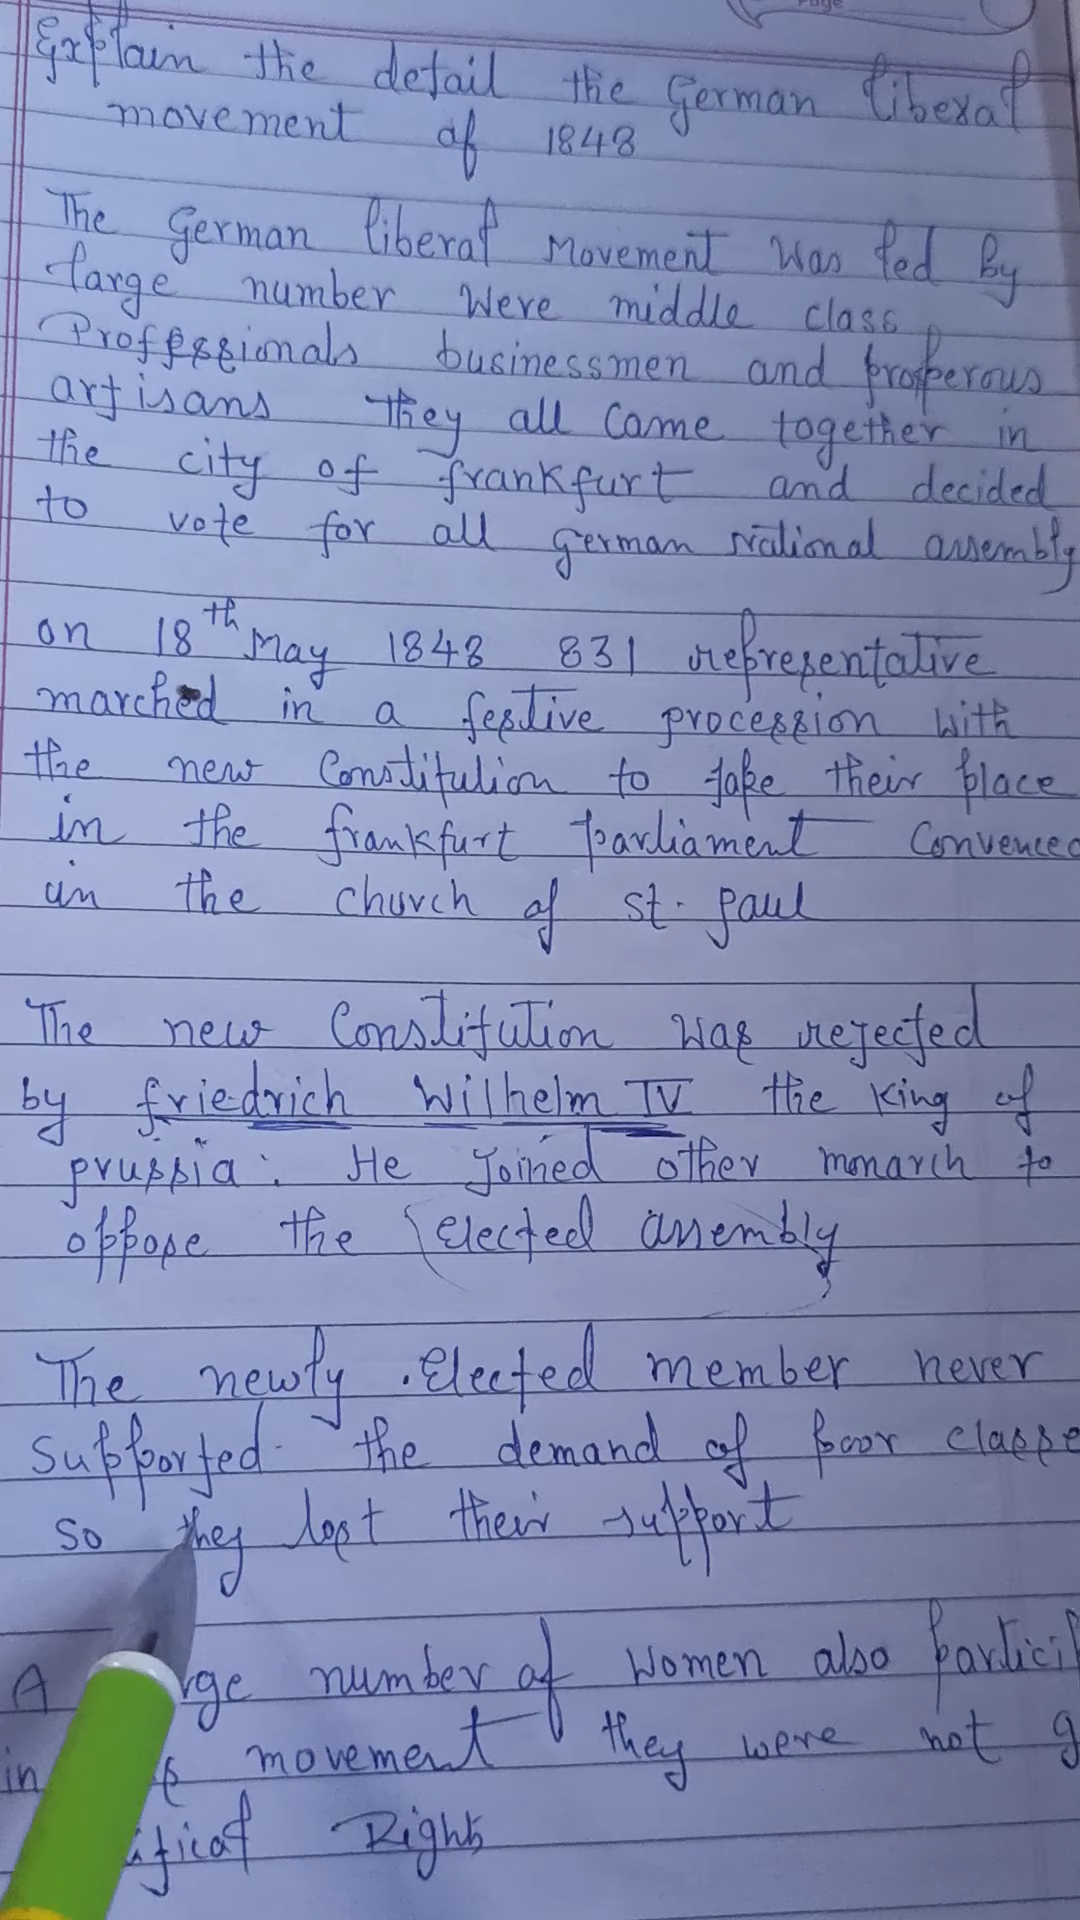 Page
Explain the detail the German liberal
movement of 1848
The German liberal Movement was led by
large number were middle class
Professionals businessmen and prosperous
artisans they all came together in
the city of frankfurt and decided
to vote for all german National assembly
on 18th May 1848 831 representative
marched in a festive procession with
the new Constitution to take their place
in the frankfurt parliament Convened
in the church of st. paul
The new Constitution was rejected
by friedrich Wilhelm IV the King of
prussia. He Joined other monarch to
oppose the Elected assembly
The newly Elected member never
supported the demand of poor classe
so they lost their support
A number of women also
movement they were not
Rights